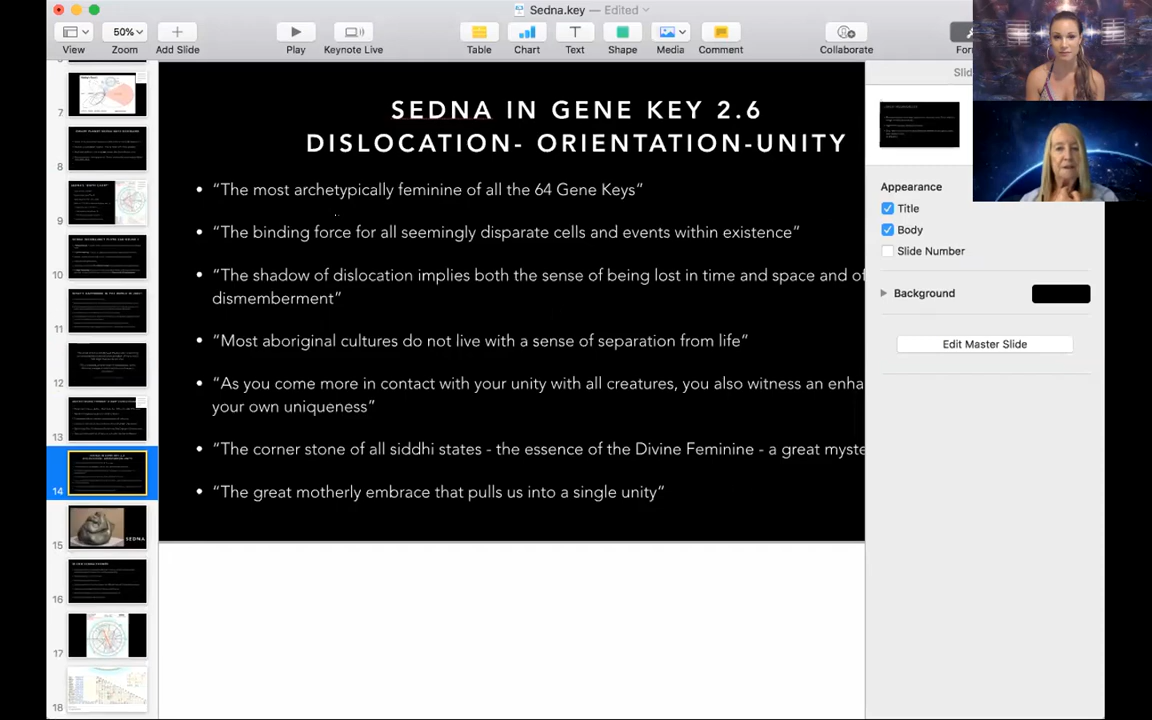 Sedna.key — Edited
View
50%
Zoom
Add Slide
Play
Keynote Live
Table
Chart
Text
Shape
Media
Comment
Collaborate
7
8
9
10
11
12
13
14
15
SEDNA
16
17
18
SEDNA IN GENE KEY 2.6
DISLOCATION- ORIENTATION-UNITY
• “The most archetypically feminine of all the 64 Gene Keys”
• “The binding force for all seemingly disparate cells and events within existence”
• “The shadow of dislocation implies both the sense of being lost in time and space and of
dismemberment”
• “Most aboriginal cultures do not live with a sense of separation from life”
• “As you come more in contact with your unity with all creatures, you also witness an enha
your own uniqueness”
• “The corner stone of all siddhi states - the essence of the Divine Feminine - a great myste
• “The great motherly embrace that pulls us into a single unity”
Appearance
Title
Body
Slide Number
Background
Edit Master Slide